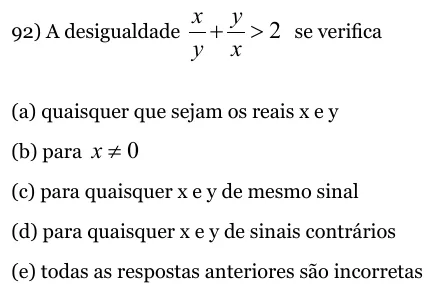 92) A desigualdade x/y + y/x > 2 se verifica
(a) quaisquer que sejam os reais x e y
(b) para x ≠ 0
(c) para quaisquer x e y de mesmo sinal
(d) para quaisquer x e y de sinais contrários
(e) todas as respostas anteriores são incorretas